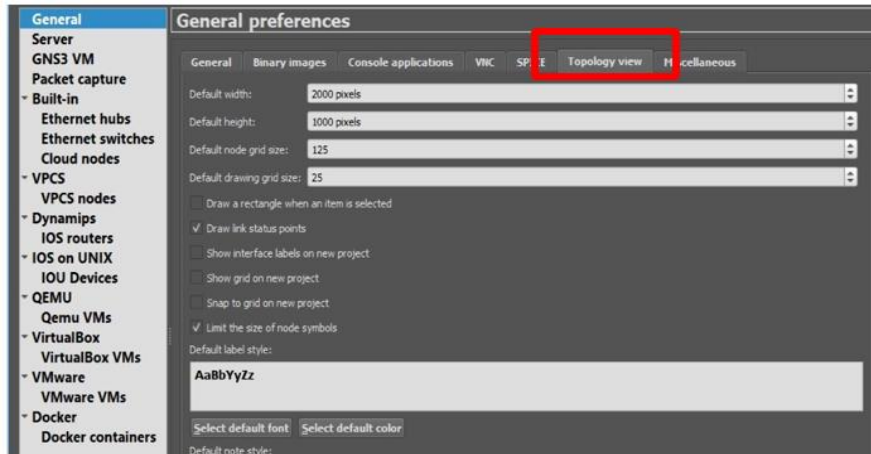 General
Server
GNS3 VM
Packet capture
Built-in
Ethernet hubs
Ethernet switches
Cloud nodes
VPCS
VPCS nodes
Dynamips
IOS routers
IOS on UNIX
IOU Devices
QEMU
Qemu VMs
VirtualBox
VirtualBox VMs
VMware
VMware VMs
Docker
Docker containers
General preferences
General Binary images Console applications VNC Topology view
Default width: 2000 pixels
Default height: 1000 pixels
Default node grid size: 125
Default drawing grid size: 25
Draw a rectangle when an item is selected
Draw link status points
Show interface labels on new project
Show grid on new project
Snap to grid on new project
Limit the size of node symbols
Default label style:
AaBbYyZz
Select default font Select default color
Default note style: